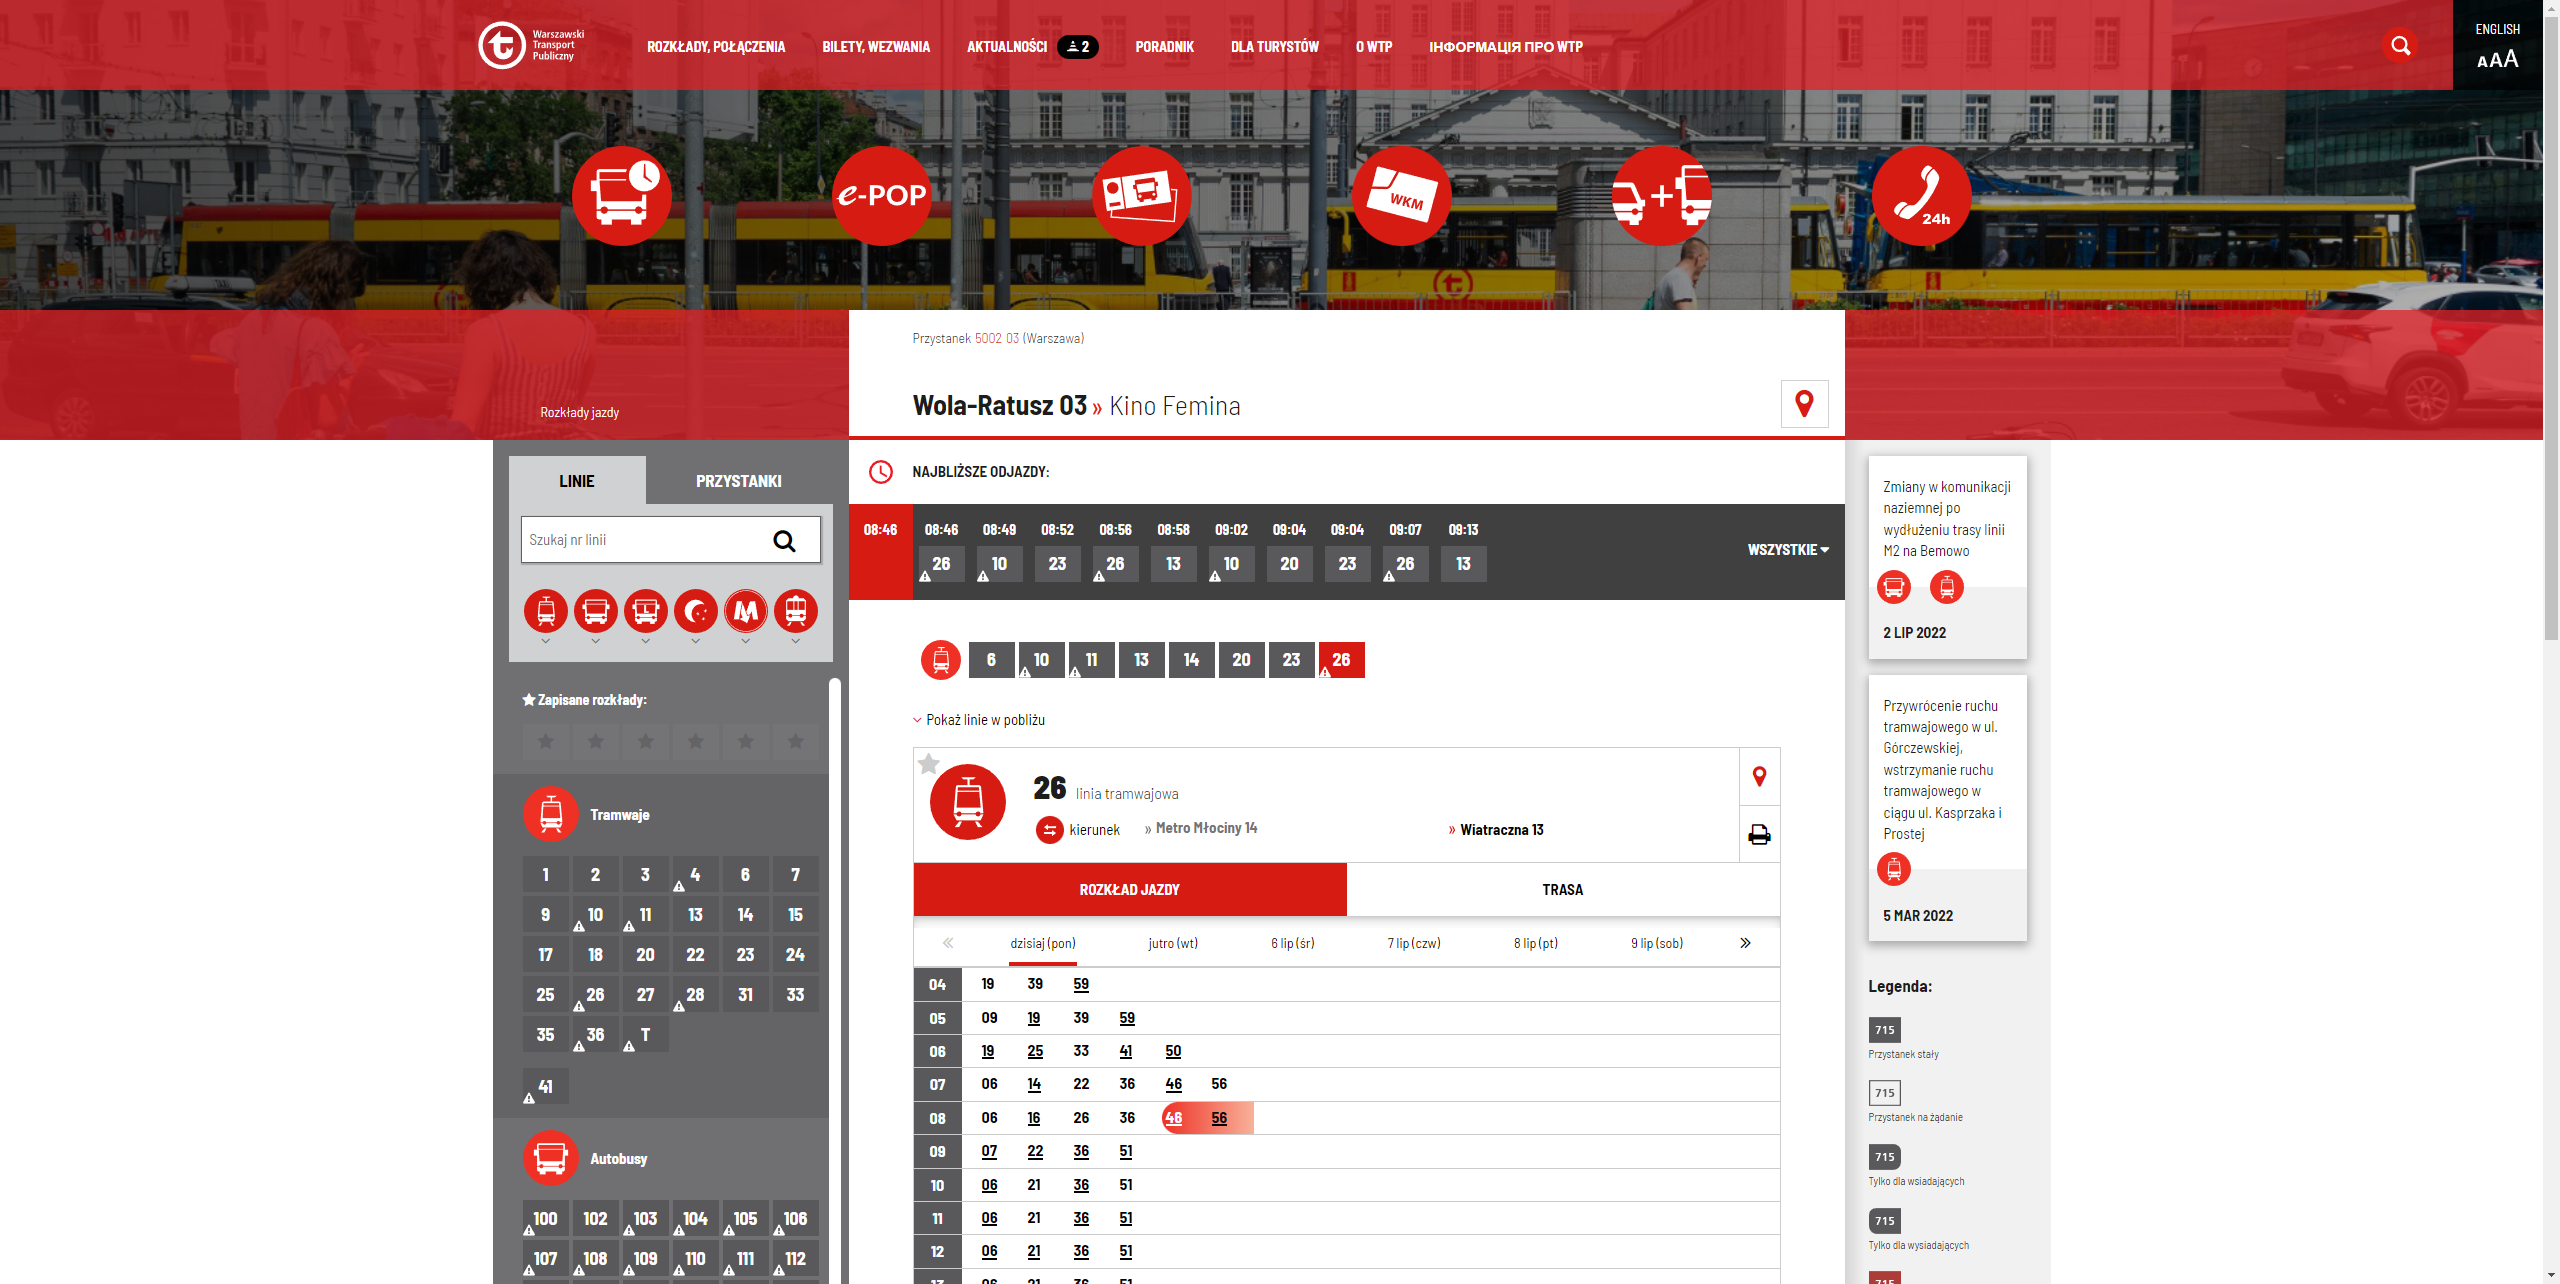 Warszawski
Transport
Publiczny
ROZKŁADY, POŁĄCZENIA
BILETY, WEZWANIA
AKTUALNOŚCI 2
PORADNIK
DLA TURYSTÓW
O WTP
ІНФОРМАЦІЯ ПРО WTP
ENGLISH
AAA
e-POP
WKM
24h
Przystanek 5002 03 (Warszawa)
Wola-Ratusz 03 » Kino Femina
Rozkłady jazdy
LINIE
PRZYSTANKI
Szukaj nr linii
L
M
Zapisane rozkłady:
Tramwaje
1 2 3 4 6 7
9 10 11 13 14 15
17 18 20 22 23 24
25 26 27 28 31 33
35 36 T
41
Autobusy
100 102 103 104 105 106
107 108 109 110 111 112
NAJBLIŻSZE ODJAZDY:
08:46 08:46 08:49 08:52 08:56 08:58 09:02 09:04 09:04 09:07 09:13
26 10 23 26 13 10 20 23 26 13
WSZYSTKIE
6 10 11 13 14 20 23 26
Pokaż linie w pobliżu
26 linia tramwajowa
kierunek » Metro Młociny 14 » Wiatraczna 13
ROZKŁAD JAZDY
TRASA
« dzisiaj (pon) jutro (wt) 6 lip (śr) 7 lip (czw) 8 lip (pt) 9 lip (sob) »
04 19 39 59
05 09 19 39 59
06 19 25 33 41 50
07 06 14 22 36 46 56
08 06 16 26 36 46 56
09 07 22 36 51
10 06 21 36 51
11 06 21 36 51
12 06 21 36 51
13 06 21 36 51
Zmiany w komunikacji
naziemnej po
wydłużeniu trasy linii
M2 na Bemowo
2 LIP 2022
Przywrócenie ruchu
tramwajowego w ul.
Górczewskiej,
wstrzymanie ruchu
tramwajowego w
ciągu ul. Kasprzaka i
Prostej
5 MAR 2022
Legenda:
715
Przystanek stały
715
Przystanek na żądanie
715
Tylko dla wsiadających
715
Tylko dla wysiadających
715